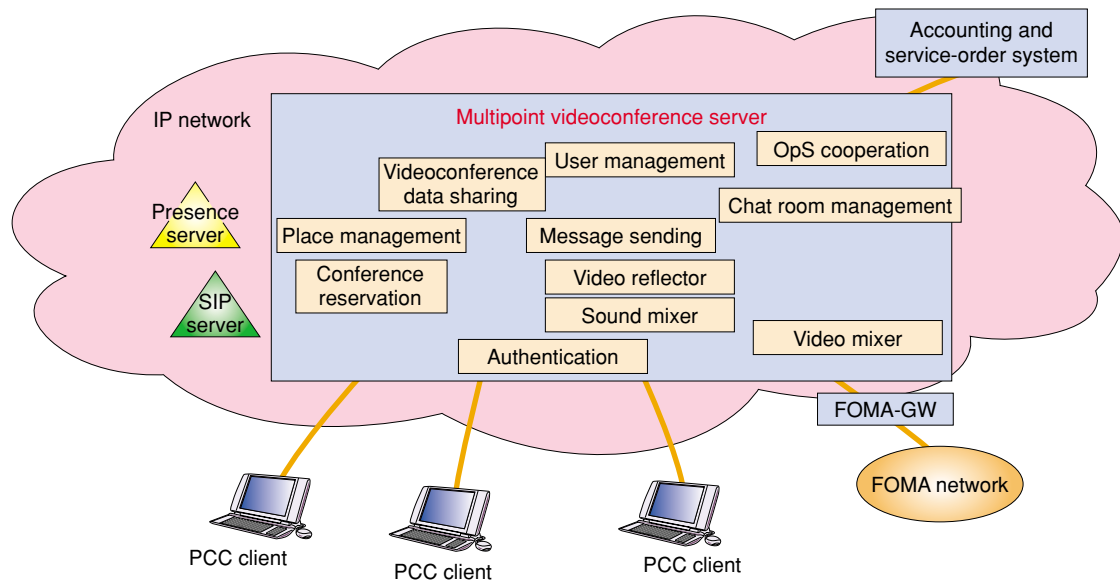 Accounting and
service-order system
IP network
Multipoint videoconference server
OpS cooperation
User management
Videoconference
data sharing
Chat room management
Presence
server
Place management
Message sending
Conference
reservation
Video reflector
SIP
server
Sound mixer
Video mixer
Authentication
FOMA-GW
FOMA network
PCC client
PCC client
PCC client